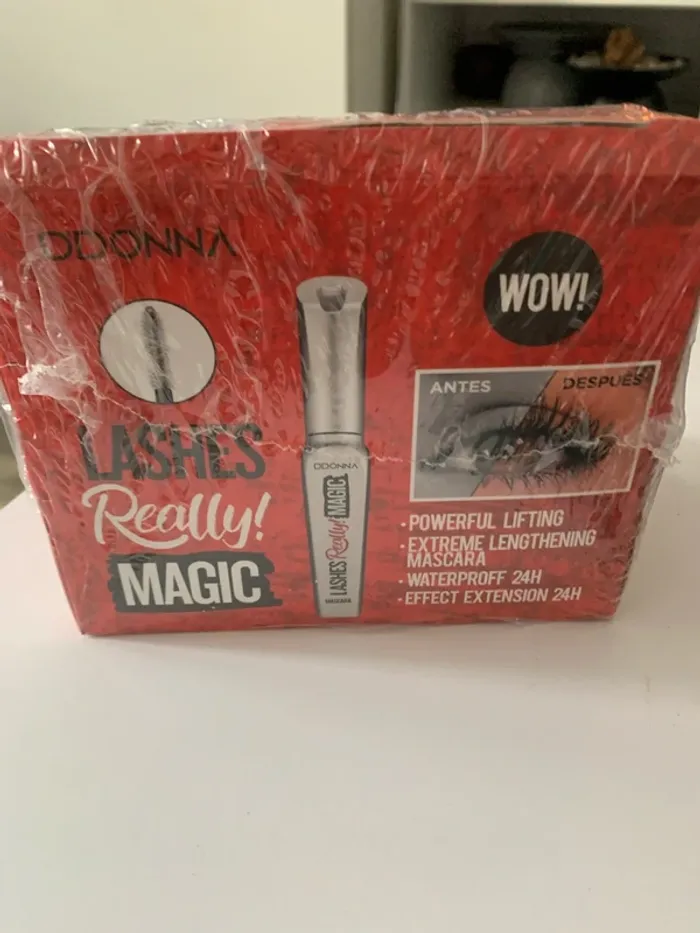 DDONNA
WOW!
LASHES
Really!
MAGIC
ANTES
DESPUÉS
DDONNA
LASHES Really! MAGIC
MASCARA
• POWERFUL LIFTING
• EXTREME LENGTHENING
MASCARA
• WATERPROFF 24H
• EFFECT EXTENSION 24H